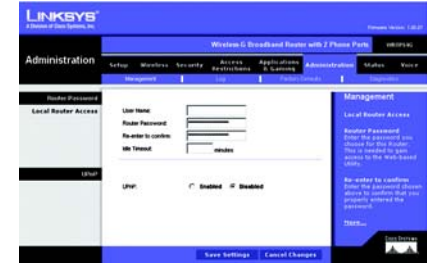 LINKSYS®
A Division of Cisco Systems, Inc.
Wireless-G Broadband Router with 2 Phone Ports
Administration
Setup Wireless Security Access Restrictions Applications & Gaming Administration Status Voice
Management Log Factory Defaults Diagnostics
Router Password
Local Router Access
User Name:
Router Password:
Re-enter to confirm:
Idle Timeout: minutes
UPnP
UPnP: Enabled Disabled
Save Settings Cancel Changes
Management
Local Router Access
Router Password
Enter the password you
choose for this Router.
This is needed to gain
access to the Web-based
Utility.
Re-enter to confirm
Enter the password chosen
above to confirm that you
properly entered the
password.
More...
Cisco Systems